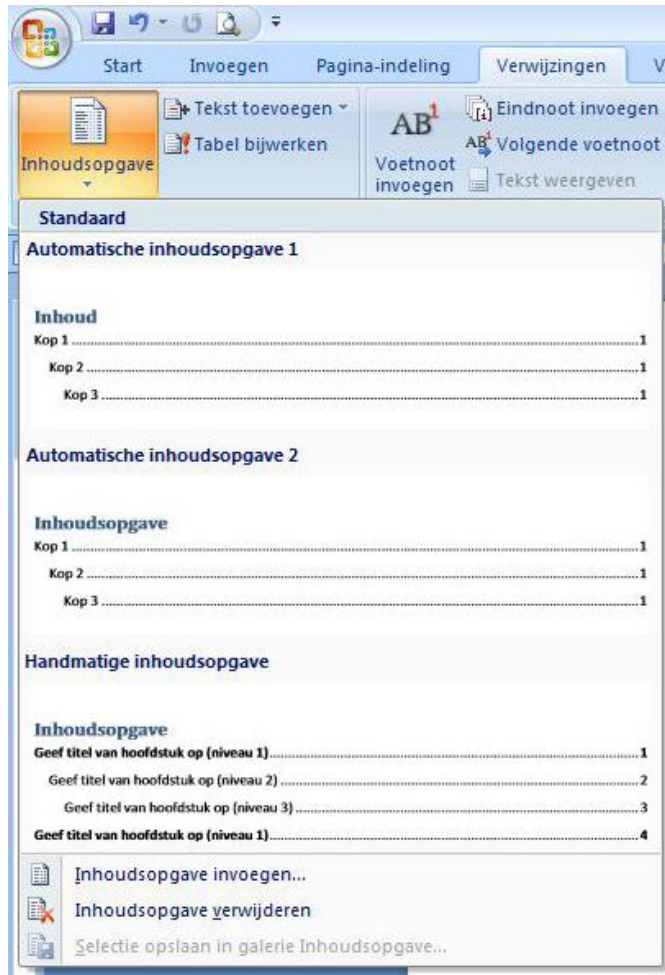 Start Invoegen Pagina-indeling Verwijzingen V
Inhoudsopgave
Tekst toevoegen
Tabel bijwerken
AB1
Voetnoot
invoegen
Eindnoot invoegen
Volgende voetnoot
Tekst weergeven
Standaard
Automatische inhoudsopgave 1
Inhoud
Kop 1.....1
Kop 2.....1
Kop 3.....1
Automatische inhoudsopgave 2
Inhoudsopgave
Kop 1.....1
Kop 2.....1
Kop 3.....1
Handmatige inhoudsopgave
Inhoudsopgave
Geef titel van hoofdstuk op (niveau 1).....1
Geef titel van hoofdstuk op (niveau 2).....2
Geef titel van hoofdstuk op (niveau 3).....3
Geef titel van hoofdstuk op (niveau 1).....4
Inhoudsopgave invoegen...
Inhoudsopgave verwijderen
Selectie opslaan in galerie Inhoudsopgave...